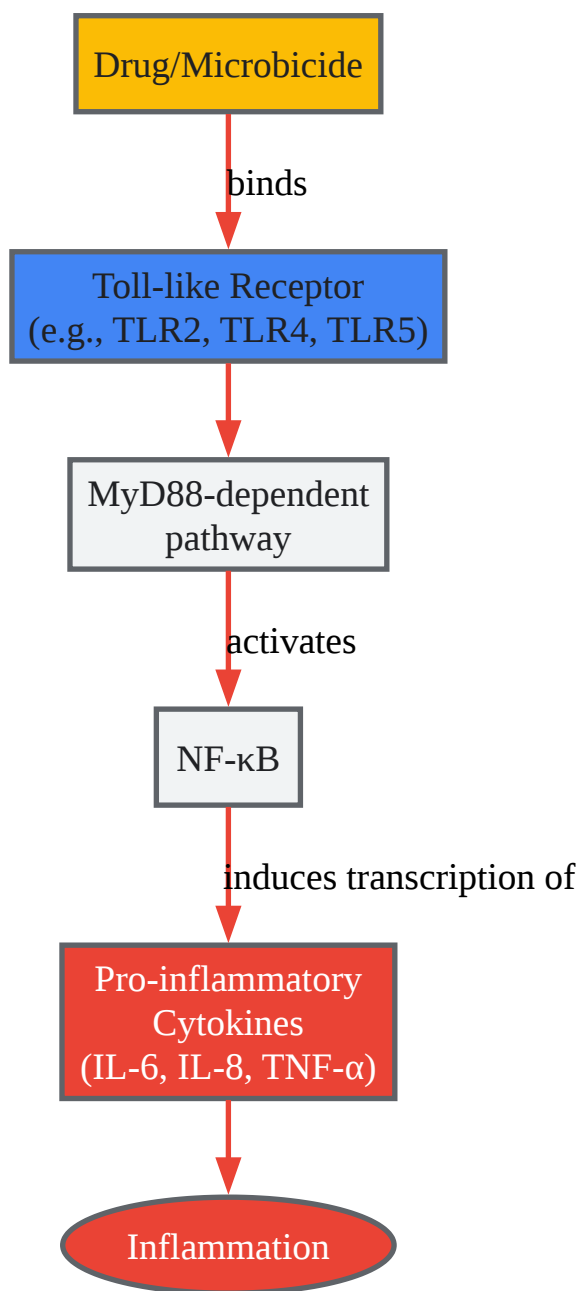 Drug/Microbicide
binds
Toll-like Receptor
(e.g., TLR2, TLR4, TLR5)
MyD88-dependent
pathway
activates
NF-κB
induces transcription of
Pro-inflammatory
Cytokines
(IL-6, IL-8, TNF-α)
Inflammation